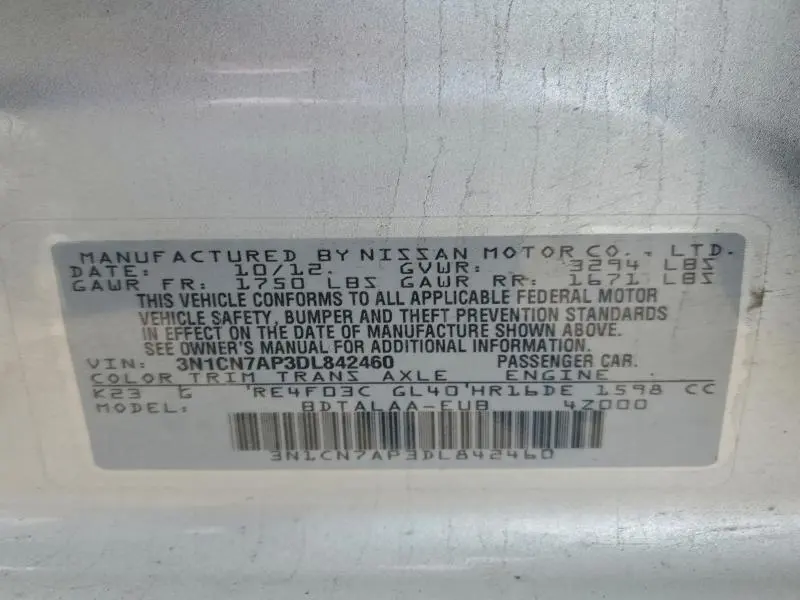 MANUFACTURED BY NISSAN MOTOR CO., LTD.
DATE: 10/12. GVWR: 3294 LBS
GAWR FR: 1750 LBS GAWR RR: 1671 LBS
THIS VEHICLE CONFORMS TO ALL APPLICABLE FEDERAL MOTOR
VEHICLE SAFETY, BUMPER AND THEFT PREVENTION STANDARDS
IN EFFECT ON THE DATE OF MANUFACTURE SHOWN ABOVE.
SEE OWNER'S MANUAL FOR ADDITIONAL INFORMATION.
VIN: 3N1CN7AP3DL842460 PASSENGER CAR.
COLOR TRIM TRANS AXLE ENGINE
K23 G RE4F03C GL40 HR16DE 1598 CC
MODEL: BDTALAA-EUB 4Z000
3N1CN7AP3DL842460